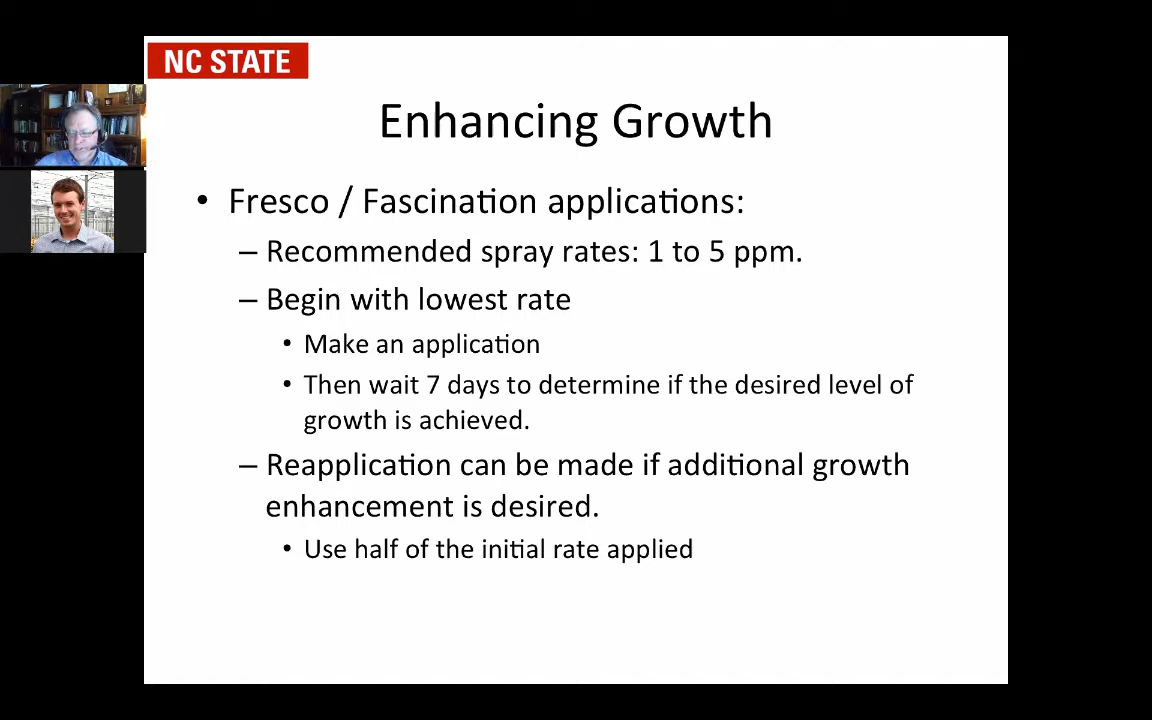 NC STATE
Enhancing Growth
• Fresco / Fascination applications:
– Recommended spray rates: 1 to 5 ppm.
– Begin with lowest rate
• Make an application
• Then wait 7 days to determine if the desired level of
growth is achieved.
– Reapplication can be made if additional growth
enhancement is desired.
• Use half of the initial rate applied